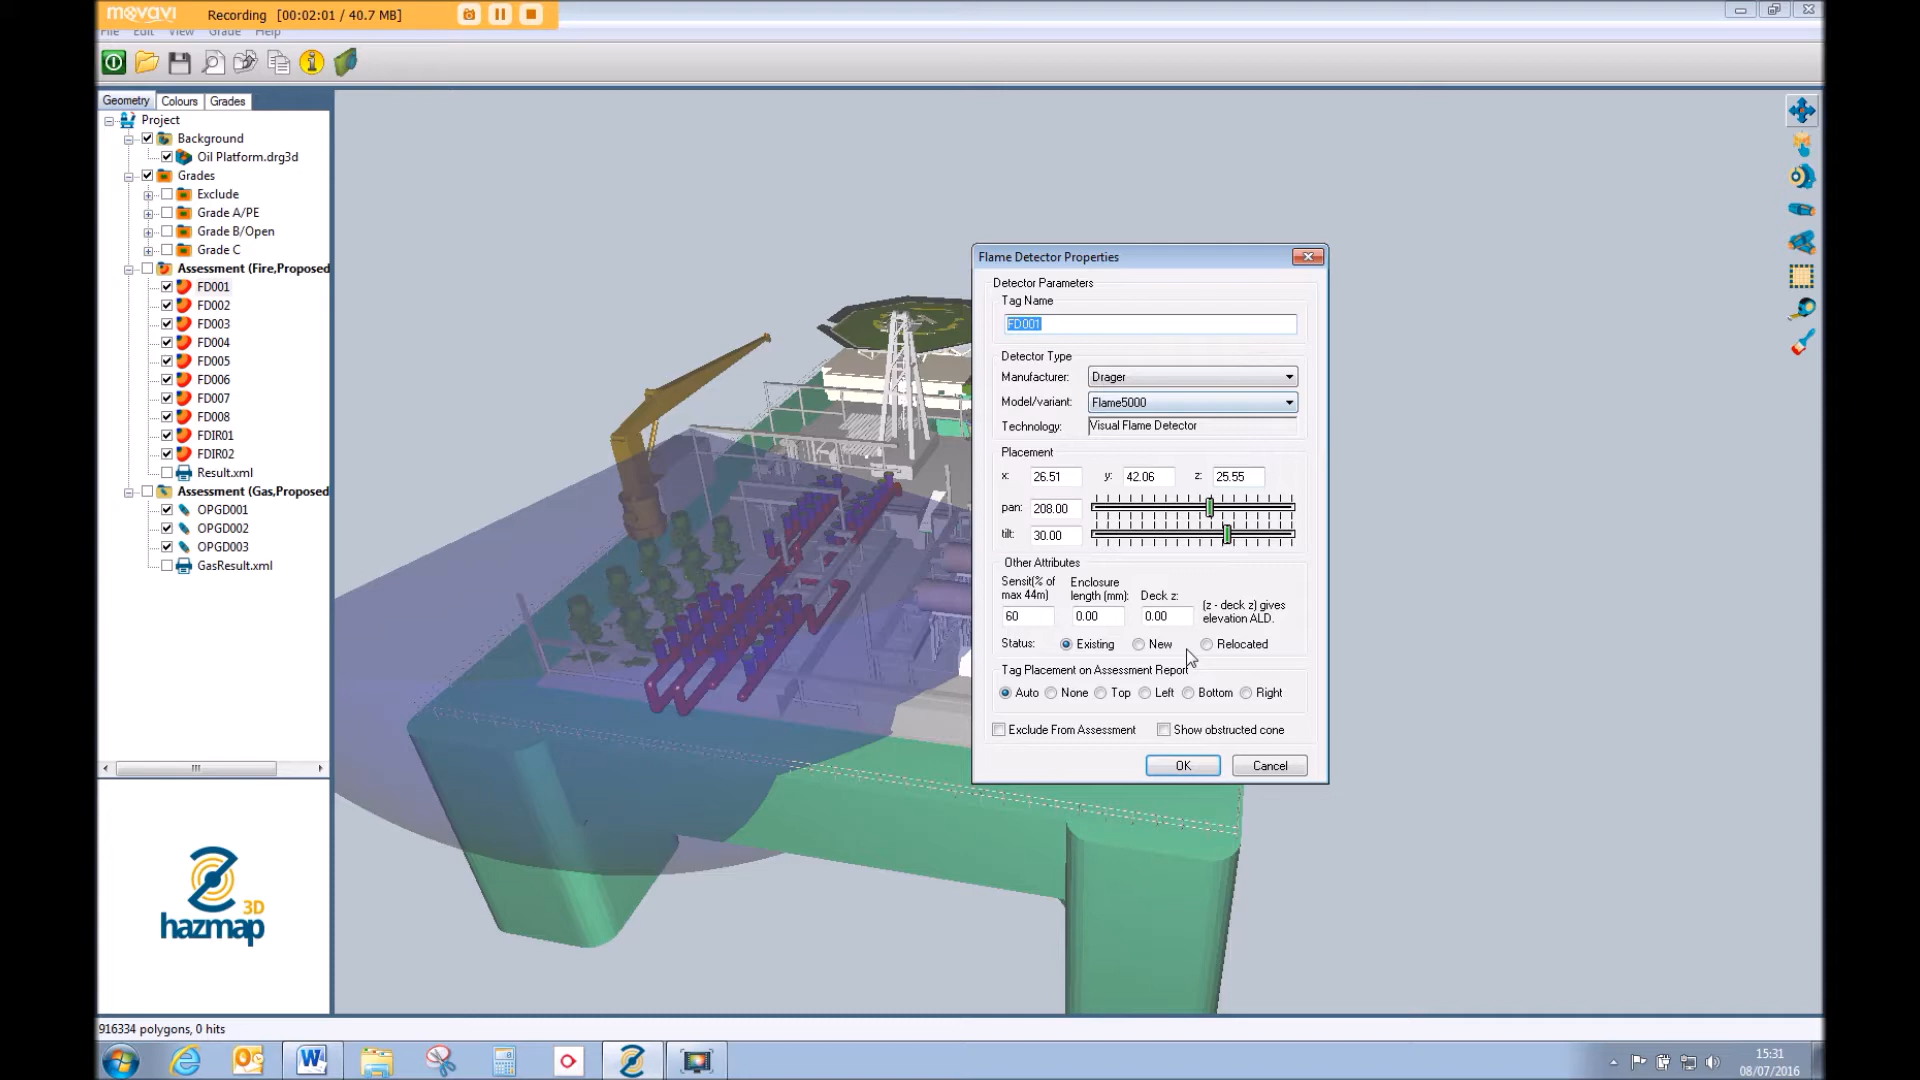 movavi
Recording [00:02:01 / 40.7 MB]
File Edit View Grade Help
Geometry Colours Grades
Project
Background
Oil Platform.drg3d
Grades
Exclude
Grade A/PE
Grade B/Open
Grade C
Assessment (Fire,Proposed
FD001
FD002
FD003
FD004
FD005
FD006
FD007
FD008
FDIR01
FDIR02
Result.xml
Assessment (Gas,Proposed
OPGD001
OPGD002
OPGD003
GasResult.xml
3D
hazmap
Flame Detector Properties
Detector Parameters
Tag Name
FD001
Detector Type
Manufacturer: Drager
Model/variant: Flame5000
Technology: Visual Flame Detector
Placement
x: 26.51 y: 42.06 z: 25.55
pan: 208.00
tilt: 30.00
Other Attributes
Sensit(% of max 44m) Enclosure length (mm): Deck z:
60 0.00 0.00 (z - deck z) gives elevation ALD.
Status: Existing New Relocated
Tag Placement on Assessment Report
Auto None Top Left Bottom Right
Exclude From Assessment Show obstructed cone
OK Cancel
916334 polygons, 0 hits
15:31
08/07/2016